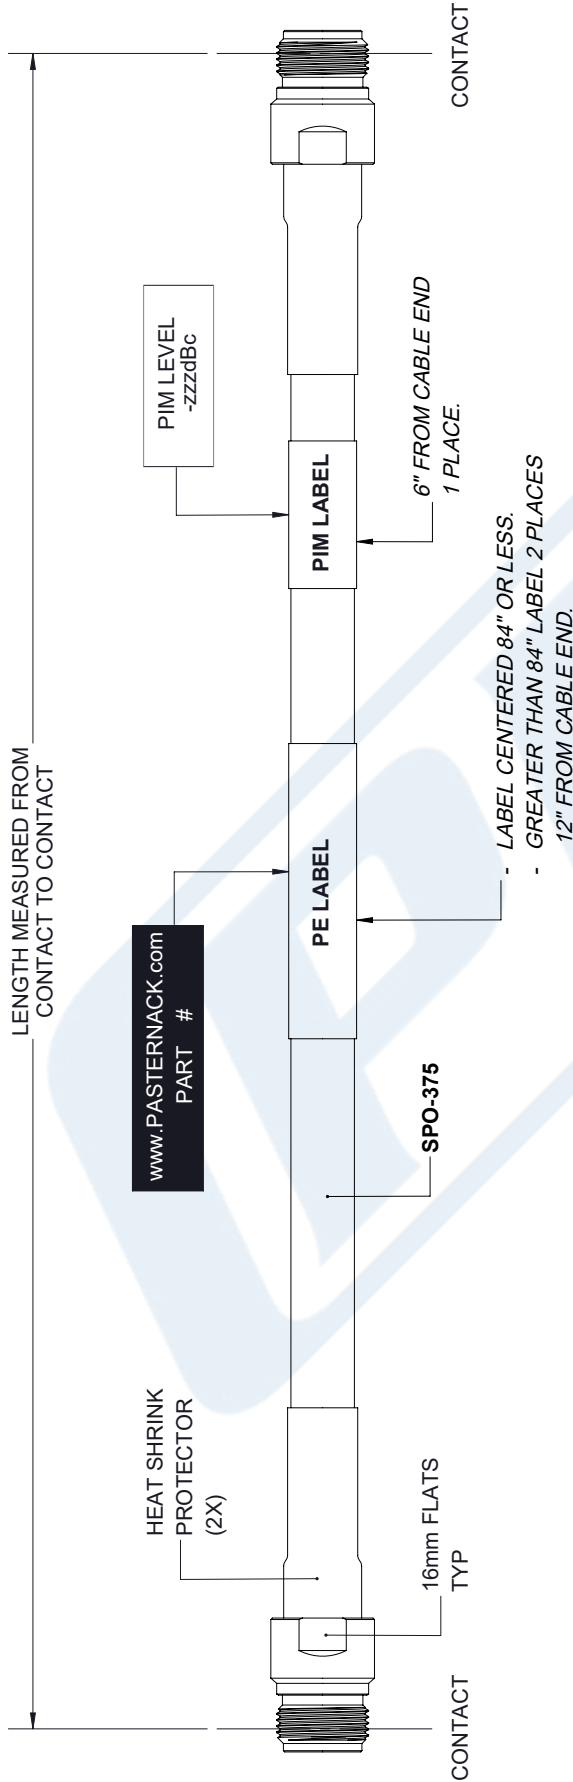 LENGTH MEASURED FROM
CONTACT TO CONTACT
www.PASTERNACK.com
PART #
PIM LEVEL
-zzzdBc
HEAT SHRINK
PROTECTOR
(2X)
PE LABEL
PIM LABEL
CONTACT
16mm FLATS
TYP
SPO-375
- LABEL CENTERED 84" OR LESS.
- GREATER THAN 84" LABEL 2 PLACES
12" FROM CABLE END.
6" FROM CABLE END
1 PLACE.
CONTACT